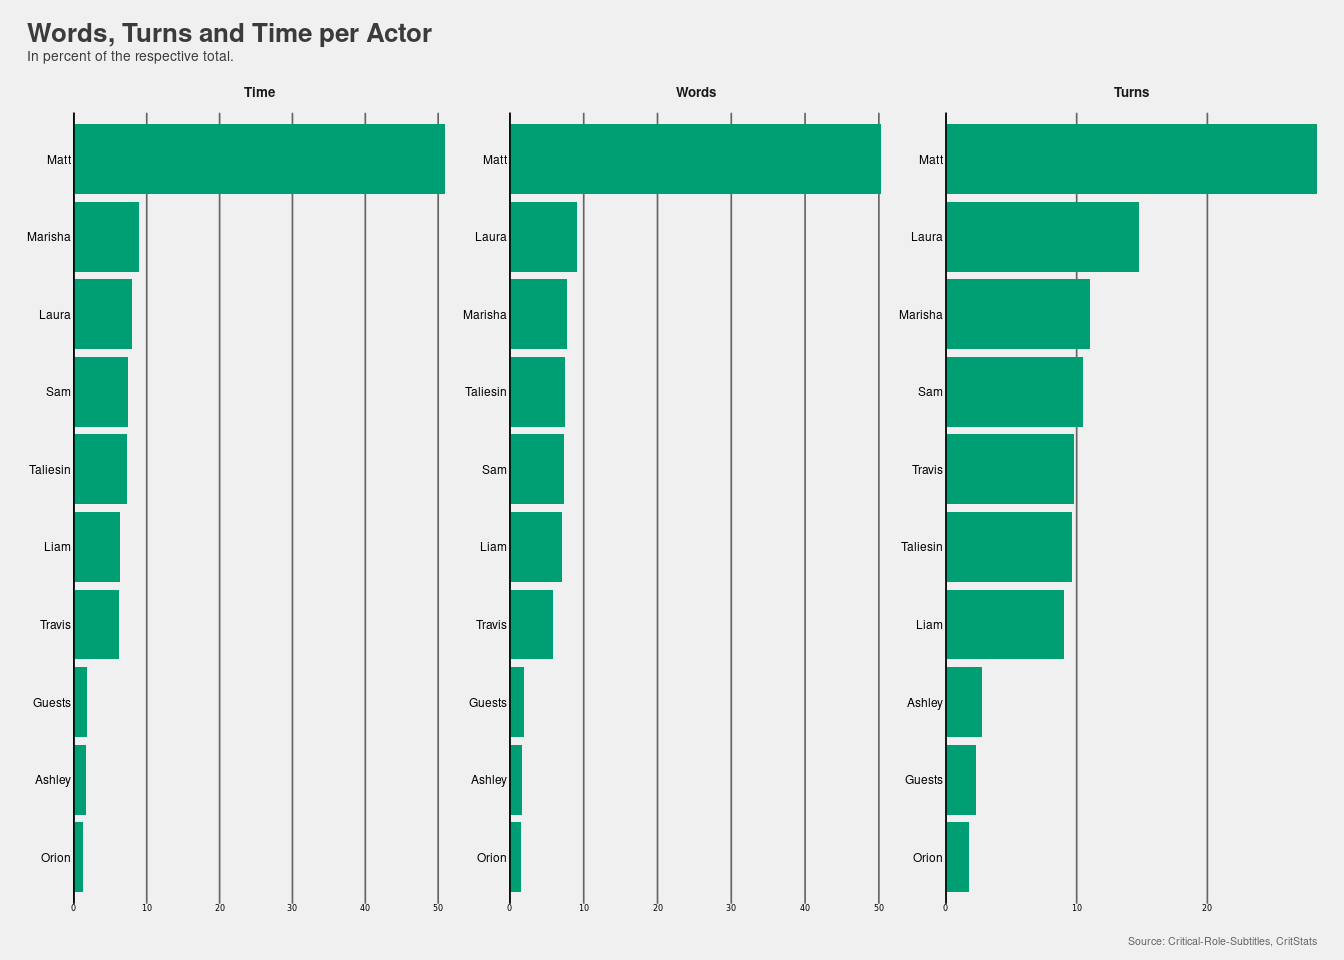 Words, Turns and Time per Actor
In percent of the respective total.
Time
Matt
Marisha
Laura
Sam
Taliesin
Liam
Travis
Guests
Ashley
Orion
0 10 20 30 40 50
Words
Matt
Laura
Marisha
Taliesin
Sam
Liam
Travis
Guests
Ashley
Orion
0 10 20 30 40 50
Turns
Matt
Laura
Marisha
Sam
Travis
Taliesin
Liam
Ashley
Guests
Orion
0 10 20
Source: Critical-Role-Subtitles, CritStats